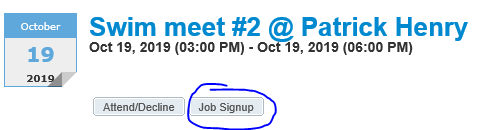 October
19
2019
Swim meet #2 @ Patrick Henry
Oct 19, 2019 (03:00 PM) - Oct 19, 2019 (06:00 PM)
Attend/Decline
Job Signup